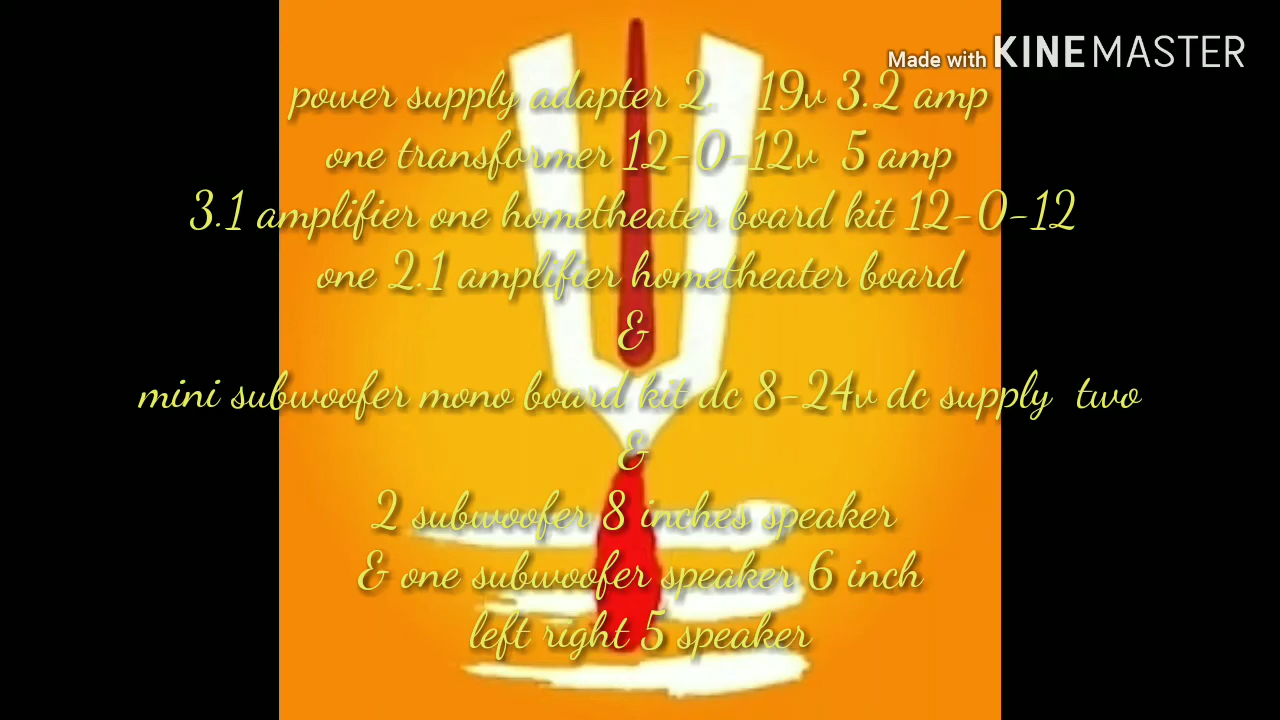 Made with KINEMASTER
power supply adapter 2. 19v 3.2 amp
one transformer 12-0-12v 5 amp
3.1 amplifier one hometheater board kit 12-0-12
one 2.1 amplifier hometheater board
&
mini subwoofer mono board kit dc 8-24v dc supply two
&
2 subwoofer 8 inches speaker
& one subwoofer speaker 6 inch
left right 5 speaker